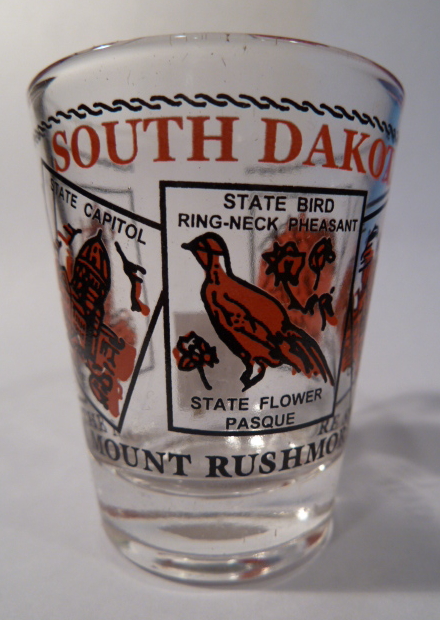 SOUTH DAKOT
STATE CAPITOL
STATE BIRD
RING-NECK PHEASANT
STATE FLOWER
PASQUE
MOUNT RUSHMOR